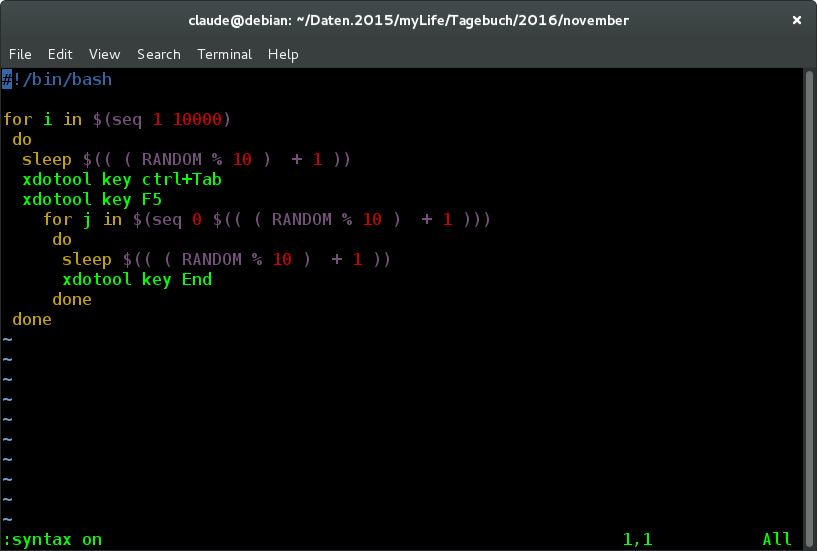 claude@debian: ~/Daten.2015/myLife/Tagebuch/2016/november
×
File Edit View Search Terminal Help
#!/bin/bash

for i in $(seq 1 10000)
 do
  sleep $(( ( RANDOM % 10 )  + 1 ))
  xdotool key ctrl+Tab
  xdotool key F5
    for j in $(seq 0 $(( ( RANDOM % 10 )  + 1 )))
     do
      sleep $(( ( RANDOM % 10 )  + 1 ))
      xdotool key End
     done
 done
~
~
~
~
~
~
~
~
~
~
:syntax on 1,1 All